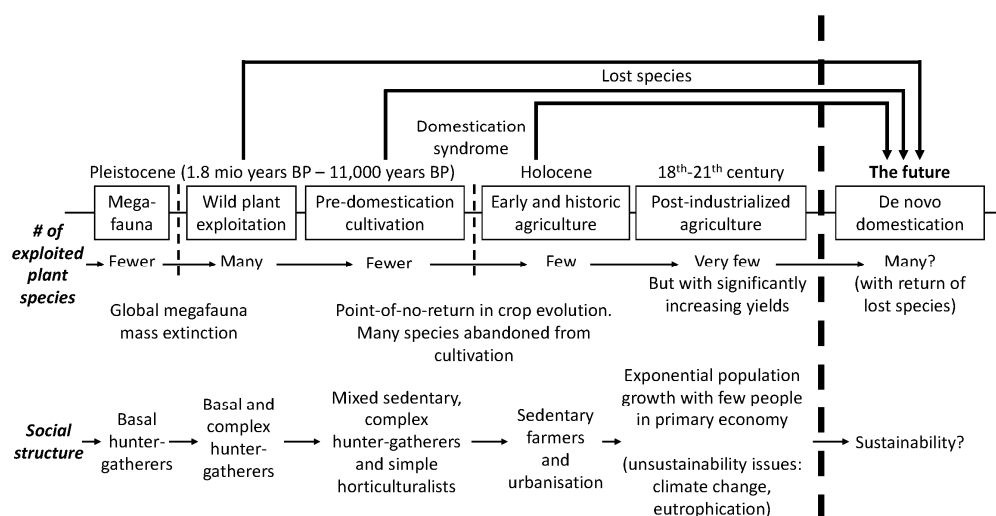 Lost species
Domestication
syndrome
Pleistocene (1.8 mio years BP – 11,000 years BP)
Holocene
18th-21th century
The future
Mega-
fauna
Wild plant
exploitation
Pre-domestication
cultivation
Early and historic
agriculture
Post-industrialized
agriculture
De novo
domestication
# of
exploited
plant
species
Fewer
Many
Fewer
Few
Very few
But with significantly
increasing yields
Many?
(with return of
lost species)
Global megafauna
mass extinction
Point-of-no-return in crop evolution.
Many species abandoned from
cultivation
Social
structure
Basal
hunter-
gatherers
Basal and
complex
hunter-
gatherers
Mixed sedentary,
complex
hunter-gatherers
and simple
horticulturalists
Sedentary
farmers
and
urbanisation
Exponential population
growth with few people
in primary economy
(unsustainability issues:
climate change,
eutrophication)
Sustainability?